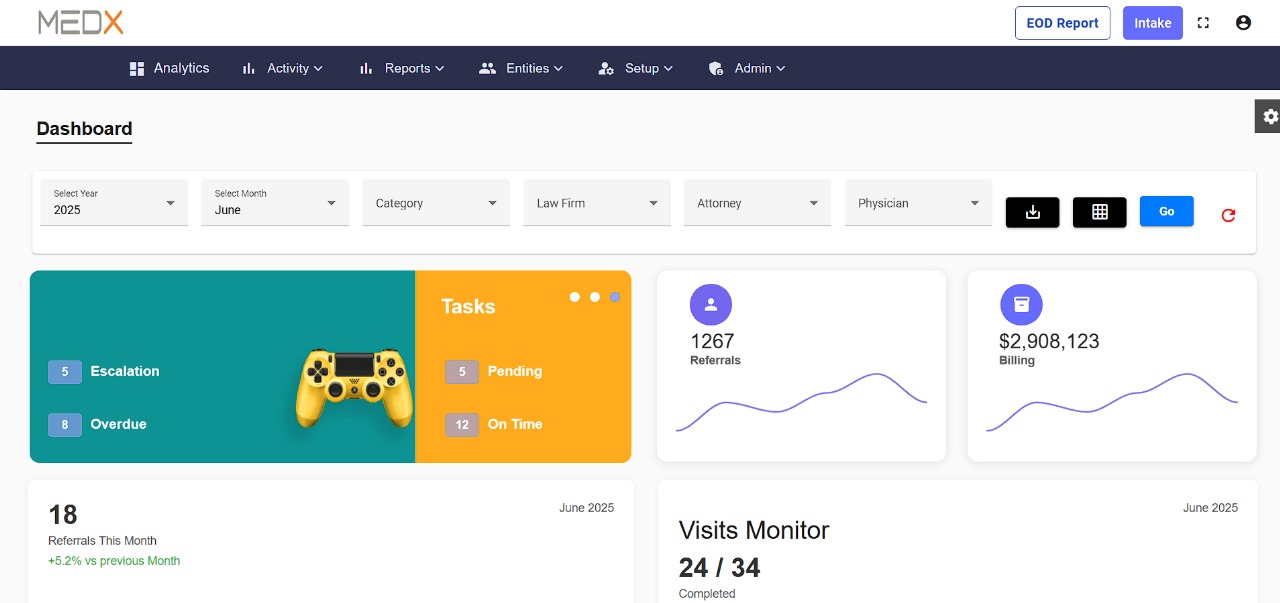 MEDX
EOD Report
Intake
Analytics
Activity
Reports
Entities
Setup
Admin
Dashboard
Select Year
2025
Select Month
June
Category
Law Firm
Attorney
Physician
Go
5 Escalation
8 Overdue
Tasks
5 Pending
12 On Time
1267
Referrals
$2,908,123
Billing
18
June 2025
Referrals This Month
+5.2% vs previous Month
June 2025
Visits Monitor
24 / 34
Completed